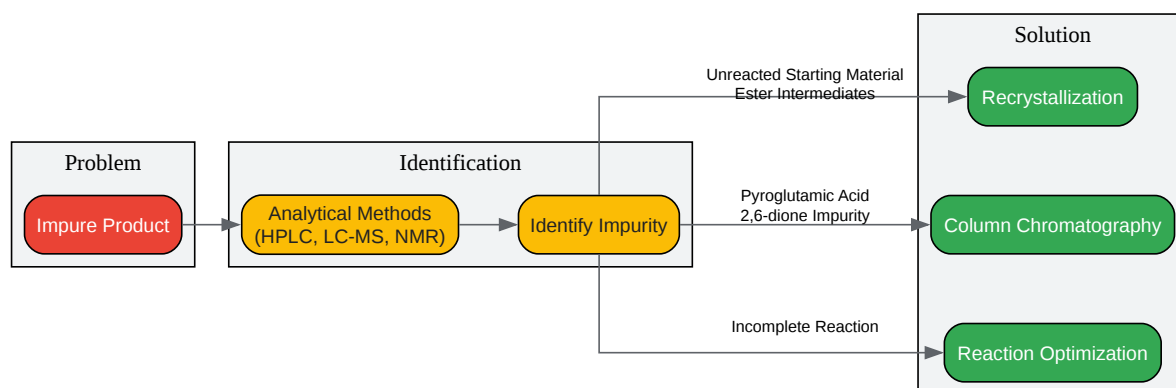 Problem
Impure Product
Identification
Analytical Methods
(HPLC, LC-MS, NMR)
Identify Impurity
Unreacted Starting Material
Ester Intermediates
Pyroglutamic Acid
2,6-dione Impurity
Incomplete Reaction
Solution
Recrystallization
Column Chromatography
Reaction Optimization